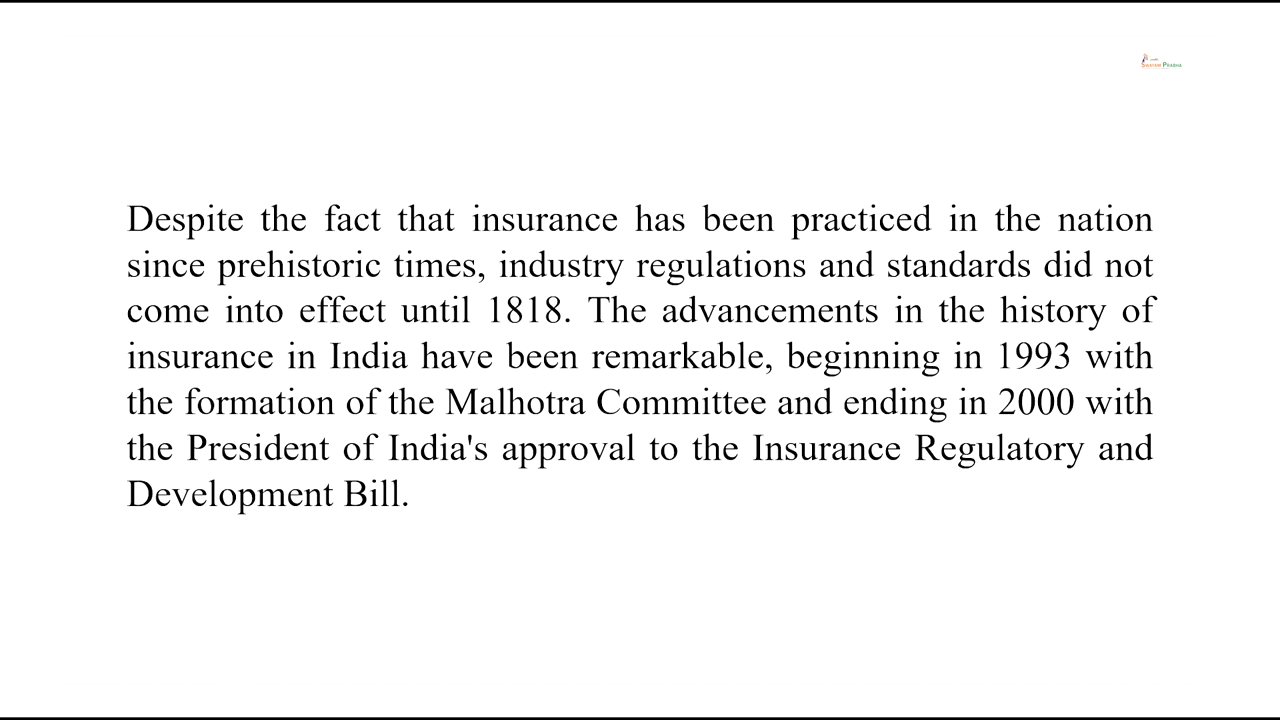 Swayam Prabha
Despite the fact that insurance has been practiced in the nation
since prehistoric times, industry regulations and standards did not
come into effect until 1818. The advancements in the history of
insurance in India have been remarkable, beginning in 1993 with
the formation of the Malhotra Committee and ending in 2000 with
the President of India's approval to the Insurance Regulatory and
Development Bill.